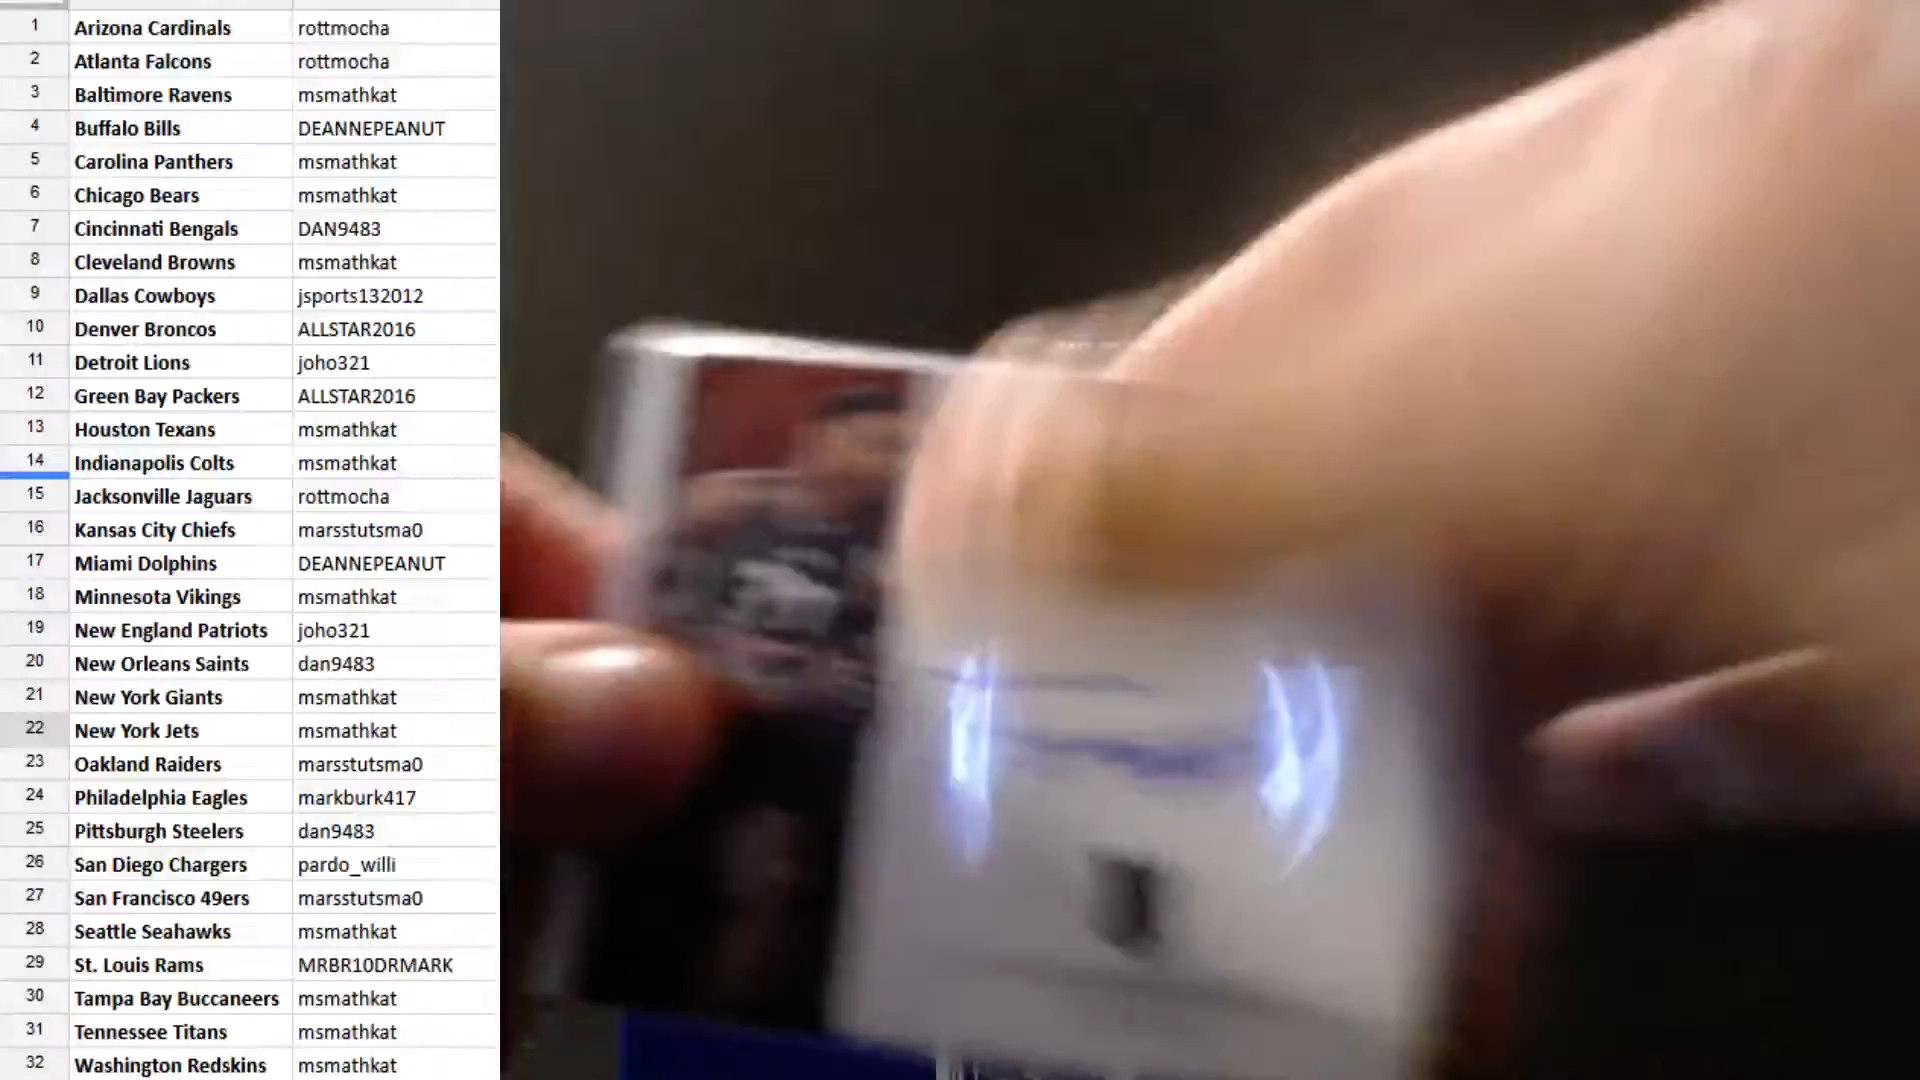 1 Arizona Cardinals rottmocha
2 Atlanta Falcons rottmocha
3 Baltimore Ravens msmathkat
4 Buffalo Bills DEANNEPEANUT
5 Carolina Panthers msmathkat
6 Chicago Bears msmathkat
7 Cincinnati Bengals DAN9483
8 Cleveland Browns msmathkat
9 Dallas Cowboys jsports132012
10 Denver Broncos ALLSTAR2016
11 Detroit Lions joho321
12 Green Bay Packers ALLSTAR2016
13 Houston Texans msmathkat
14 Indianapolis Colts msmathkat
15 Jacksonville Jaguars rottmocha
16 Kansas City Chiefs marsstutsma0
17 Miami Dolphins DEANNEPEANUT
18 Minnesota Vikings msmathkat
19 New England Patriots joho321
20 New Orleans Saints dan9483
21 New York Giants msmathkat
22 New York Jets msmathkat
23 Oakland Raiders marsstutsma0
24 Philadelphia Eagles markburk417
25 Pittsburgh Steelers dan9483
26 San Diego Chargers pardo_willi
27 San Francisco 49ers marsstutsma0
28 Seattle Seahawks msmathkat
29 St. Louis Rams MRBR10DRMARK
30 Tampa Bay Buccaneers msmathkat
31 Tennessee Titans msmathkat
32 Washington Redskins msmathkat